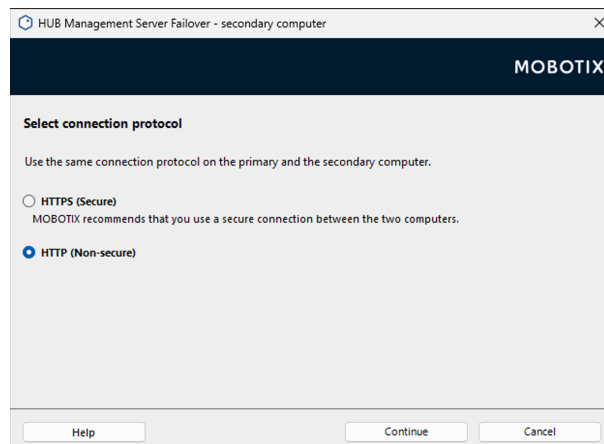 HUB Management Server Failover - secondary computer
MOBOTIX
Select connection protocol
Use the same connection protocol on the primary and the secondary computer.
HTTPS (Secure)
MOBOTIX recommends that you use a secure connection between the two computers.
HTTP (Non-secure)
Help
Continue
Cancel